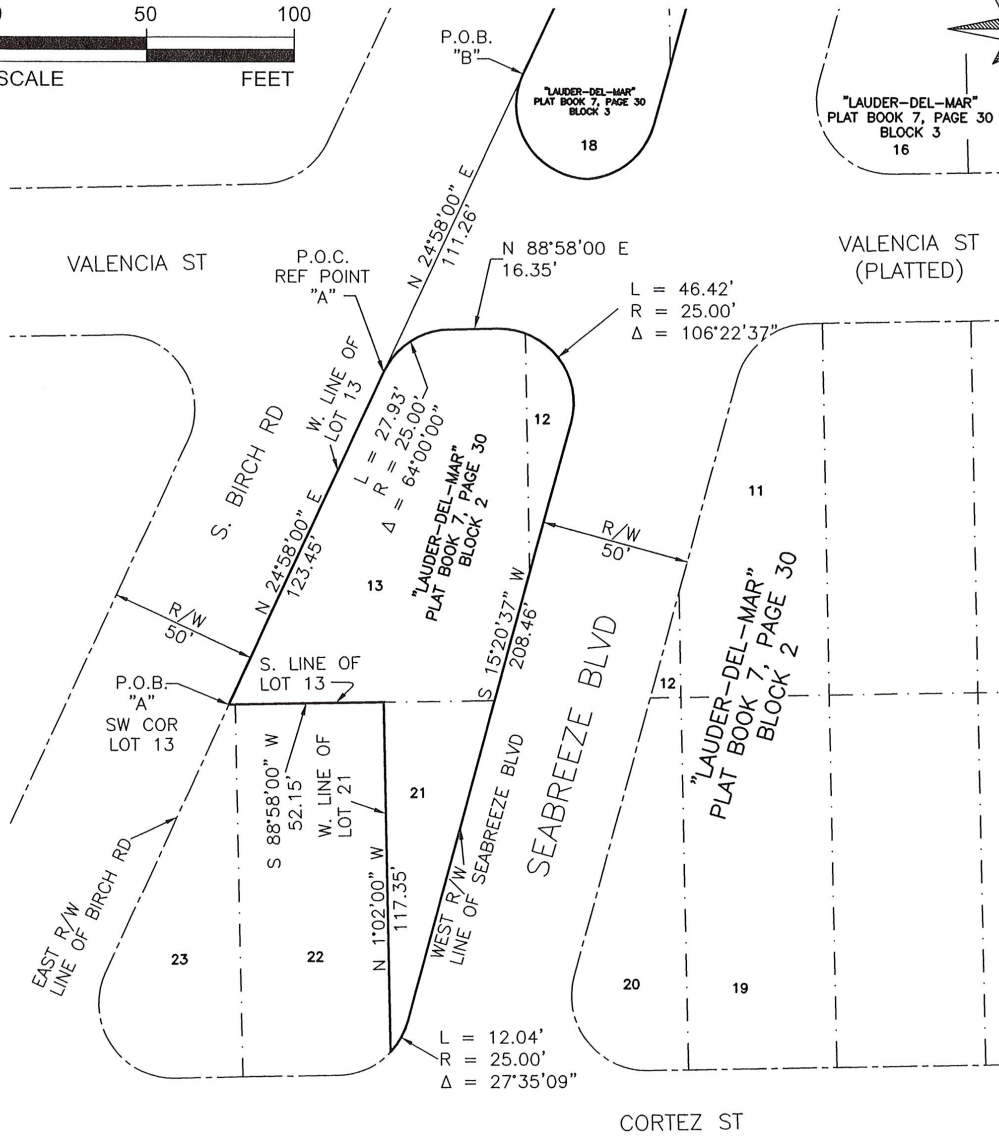 50
100
SCALE
FEET
P.O.B.
"B"
"LAUDER-DEL-MAR"
PLAT BOOK 7, PAGE 30
BLOCK 3
18
"LAUDER-DEL-MAR"
PLAT BOOK 7, PAGE 30
BLOCK 3
16
N 24°58'00" E
111.26'
VALENCIA ST
P.O.C.
REF POINT
"A"
N 88°58'00 E
16.35'
VALENCIA ST
(PLATTED)
L = 46.42'
R = 25.00'
Δ = 106°22'37"
W. LINE OF
LOT 13
L = 27.93'
R = 25.00'
Δ = 64°00'00"
12
S. BIRCH RD
"LAUDER-DEL-MAR"
PLAT BOOK 7, PAGE 30
BLOCK 2
11
N 24°58'00" E
123.45'
13
R/W
50'
R/W
50'
S 15°20'37" W
208.46'
SEABREEZE BLVD
"LAUDER-DEL-MAR"
PLAT BOOK 7, PAGE 30
BLOCK 2
S. LINE OF
LOT 13
P.O.B.
"A"
SW COR
LOT 13
12
S 88°58'00" W
52.15'
W. LINE OF
LOT 21
21
N 1°02'00" W
117.35'
WEST R/W
LINE OF SEABREEZE BLVD
EAST R/W
LINE OF BIRCH RD
23
22
20
19
L = 12.04'
R = 25.00'
Δ = 27°35'09"
CORTEZ ST